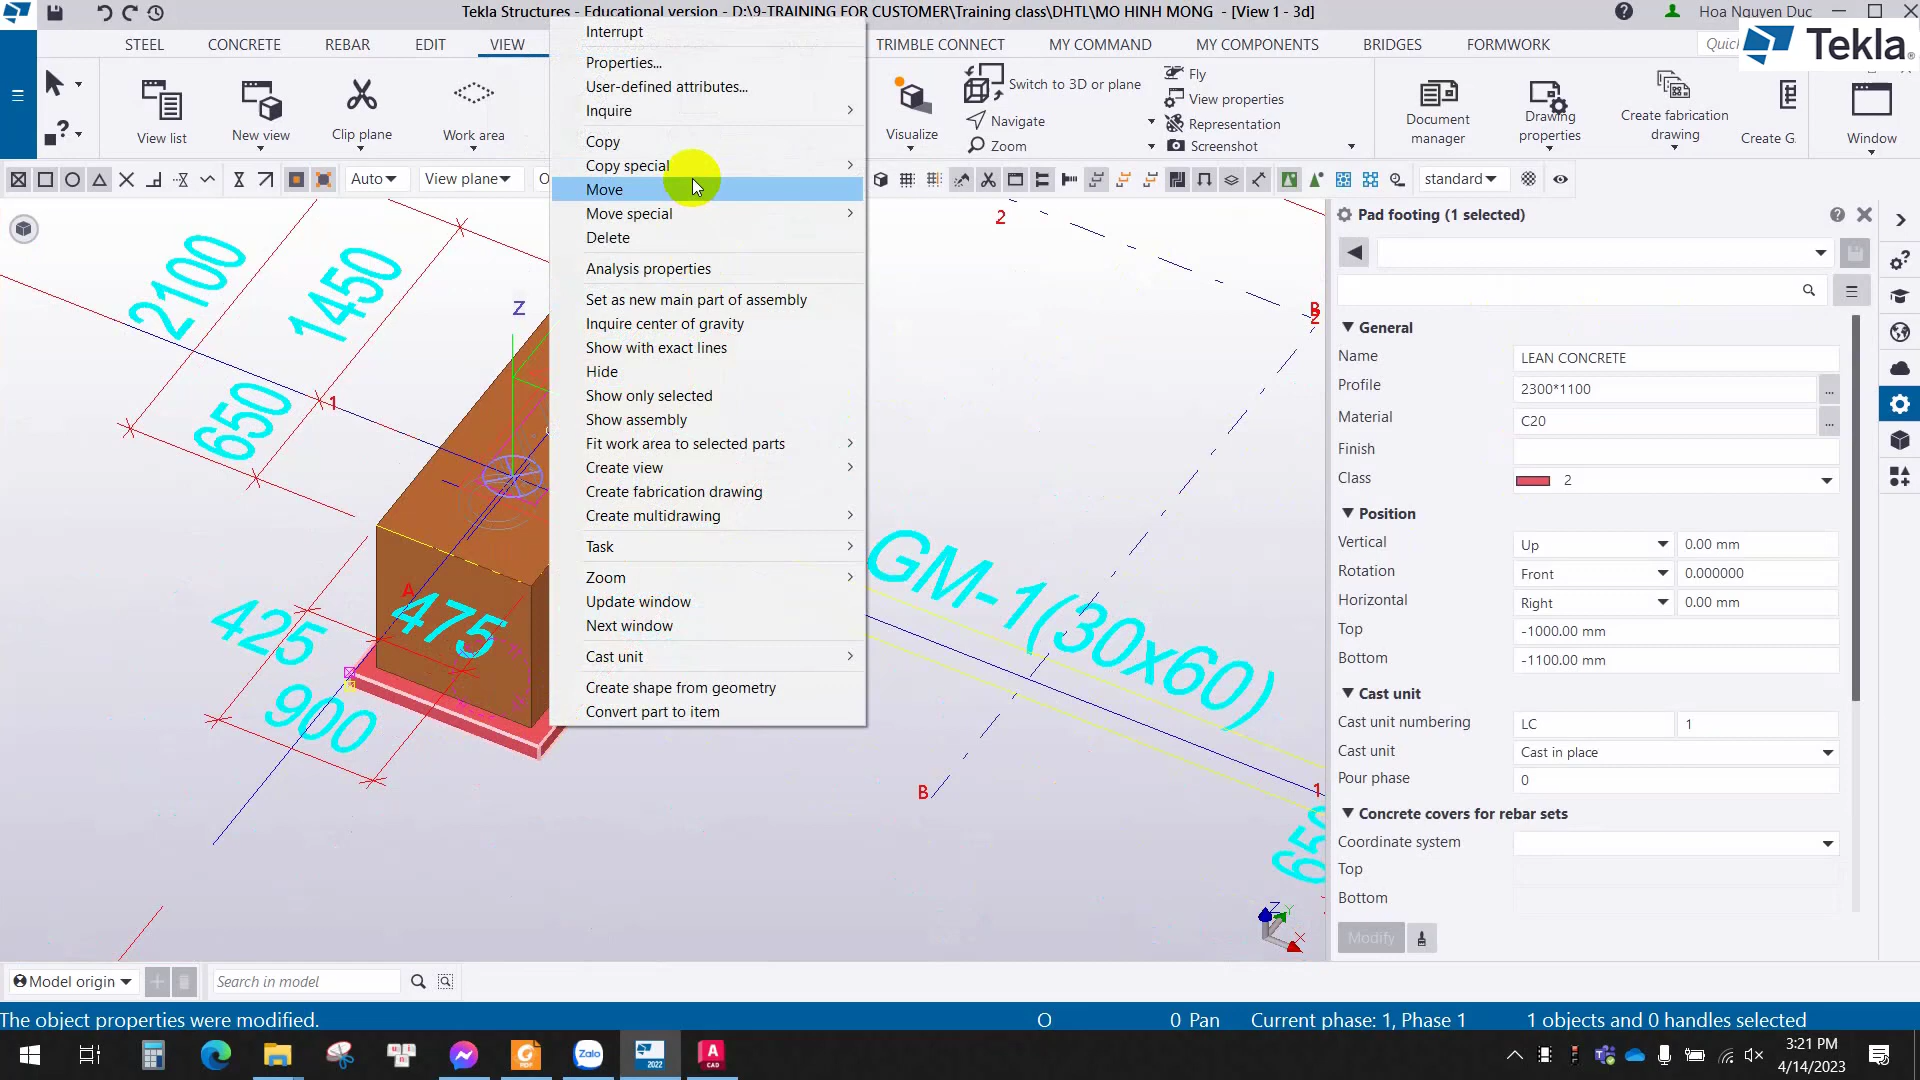 Tekla Structures - Educational version - D:\9-TRAINING FOR CUSTOMER\Training class\DHTL\MO HINH MONG - [View 1 - 3d]
Hoa Nguyen Duc
STEEL
CONCRETE
REBAR
EDIT
VIEW
TRIMBLE CONNECT
MY COMMAND
MY COMPONENTS
BRIDGES
FORMWORK
Quic
Tekla
View list
New view
Clip plane
Work area
Visualize
Switch to 3D or plane
Navigate
Zoom
Fly
View properties
Representation
Screenshot
Document manager
Drawing properties
Create fabrication drawing
Create G.
Window
Auto
View plane
O
standard
Interrupt
Properties...
User-defined attributes...
Inquire
Copy
Copy special
Move
Move special
Delete
Analysis properties
Set as new main part of assembly
Inquire center of gravity
Show with exact lines
Hide
Show only selected
Show assembly
Fit work area to selected parts
Create view
Create fabrication drawing
Create multidrawing
Task
Zoom
Update window
Next window
Cast unit
Create shape from geometry
Convert part to item
2100
1450
650
1
Z
A
475
425
900
2
B
2
GM-1(30x60)
B
1
65
Z
Y
X
Pad footing (1 selected)
General
Name
LEAN CONCRETE
Profile
2300*1100
...
Material
C20
...
Finish
Class
2
Position
Vertical
Up
0.00 mm
Rotation
Front
0.000000
Horizontal
Right
0.00 mm
Top
-1000.00 mm
Bottom
-1100.00 mm
Cast unit
Cast unit numbering
LC
1
Cast unit
Cast in place
Pour phase
0
Concrete covers for rebar sets
Coordinate system
Top
Bottom
Modify
Model origin
Search in model
The object properties were modified.
O
0 Pan
Current phase: 1, Phase 1
1 objects and 0 handles selected
PDF
Zalo
2022
A
CAD
3:21 PM
4/14/2023